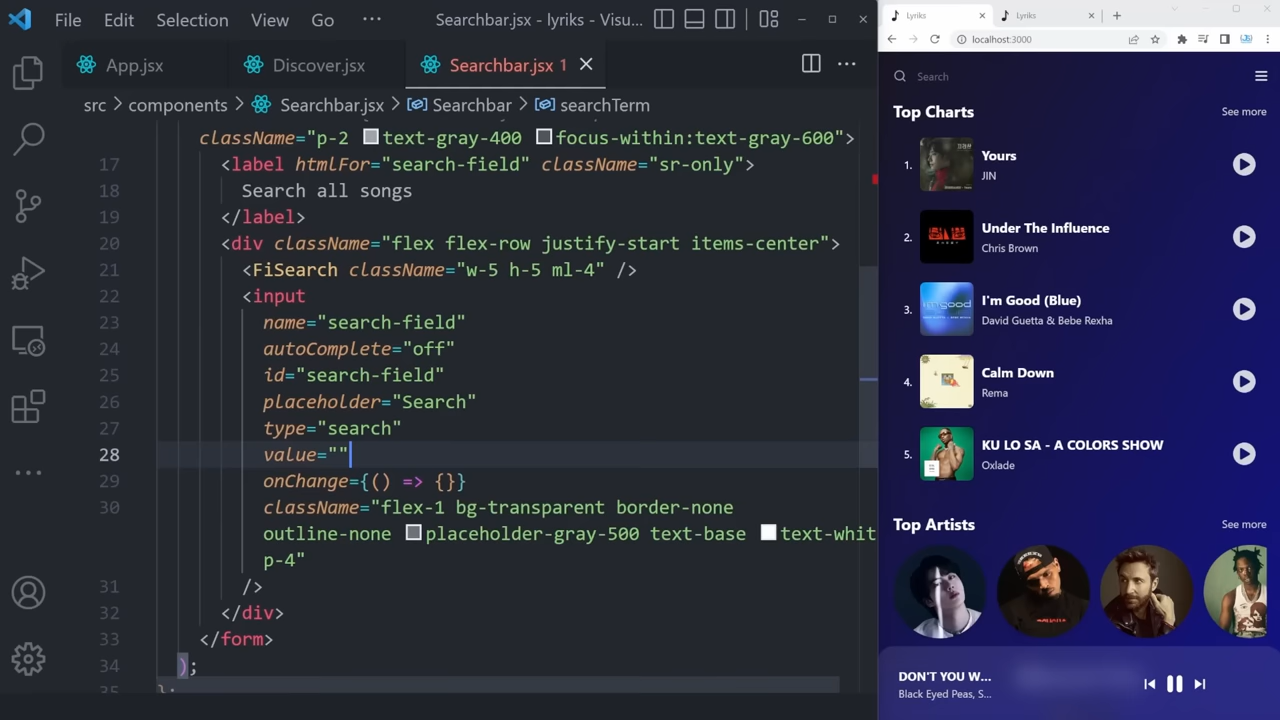 File Edit Selection View Go ··· Searchbar.jsx - lyriks - Visu...
App.jsx Discover.jsx Searchbar.jsx 1
src > components > Searchbar.jsx > Searchbar > searchTerm
className="p-2 text-gray-400 focus-within:text-gray-600">
17 <label htmlFor="search-field" className="sr-only">
18 Search all songs
19 </label>
20 <div className="flex flex-row justify-start items-center">
21 <FiSearch className="w-5 h-5 ml-4" />
22 <input
23 name="search-field"
24 autoComplete="off"
25 id="search-field"
26 placeholder="Search"
27 type="search"
28 value=""
29 onChange={() => {}}
30 className="flex-1 bg-transparent border-none
outline-none placeholder-gray-500 text-base text-whit
p-4"
31 />
32 </div>
33 </form>
34 );
35 };
Lyriks Lyriks
localhost:3000
Search
Top Charts See more
1. Yours
JIN
2. Under The Influence
Chris Brown
3. I'm Good (Blue)
David Guetta & Bebe Rexha
4. Calm Down
Rema
5. KU LO SA - A COLORS SHOW
Oxlade
Top Artists See more
DON'T YOU W...
Black Eyed Peas, S...